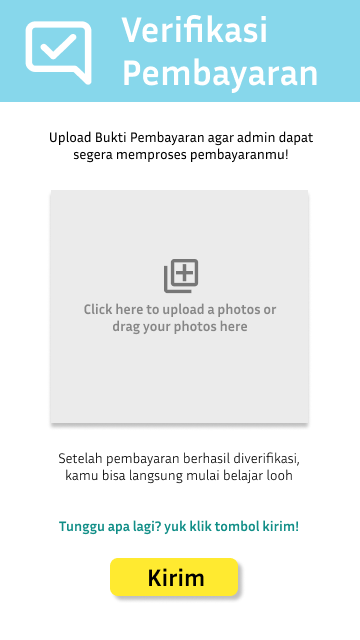 Verifikasi
Pembayaran
Upload Bukti Pembayaran agar admin dapat
segera memproses pembayaranmu!
Click here to upload a photos or
drag your photos here
Setelah pembayaran berhasil diverifikasi,
kamu bisa langsung mulai belajar looh
Tunggu apa lagi? yuk klik tombol kirim!
Kirim